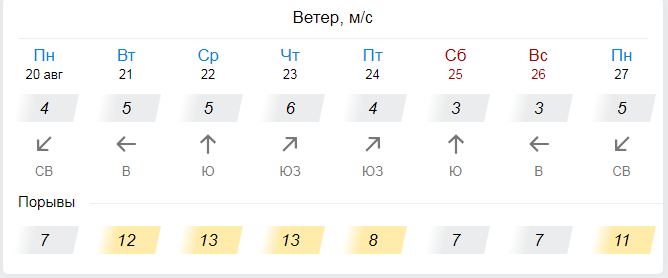 Ветер, м/с
Пн Вт Ср Чт Пт Сб Вс Пн
20 авг 21 22 23 24 25 26 27
4 5 5 6 4 3 3 5
СВ В Ю ЮЗ ЮЗ Ю В СВ
Порывы
7 12 13 13 8 7 7 11